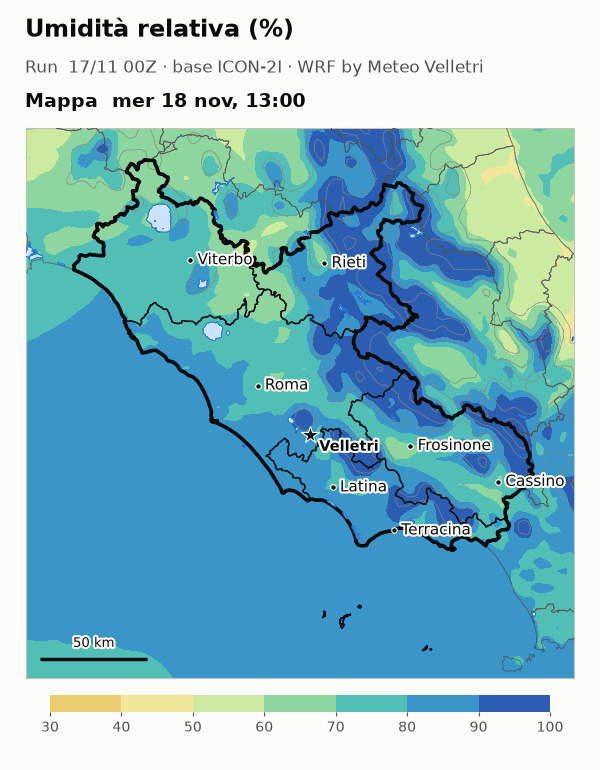 Umidità relativa (%)
Run  17/11 00Z · base ICON-2I · WRF by Meteo Velletri
Mappa  mer 18 nov, 13:00
Viterbo
Rieti
Roma
Velletri
Frosinone
Cassino
Latina
Terracina
50 km
30 40 50 60 70 80 90 100